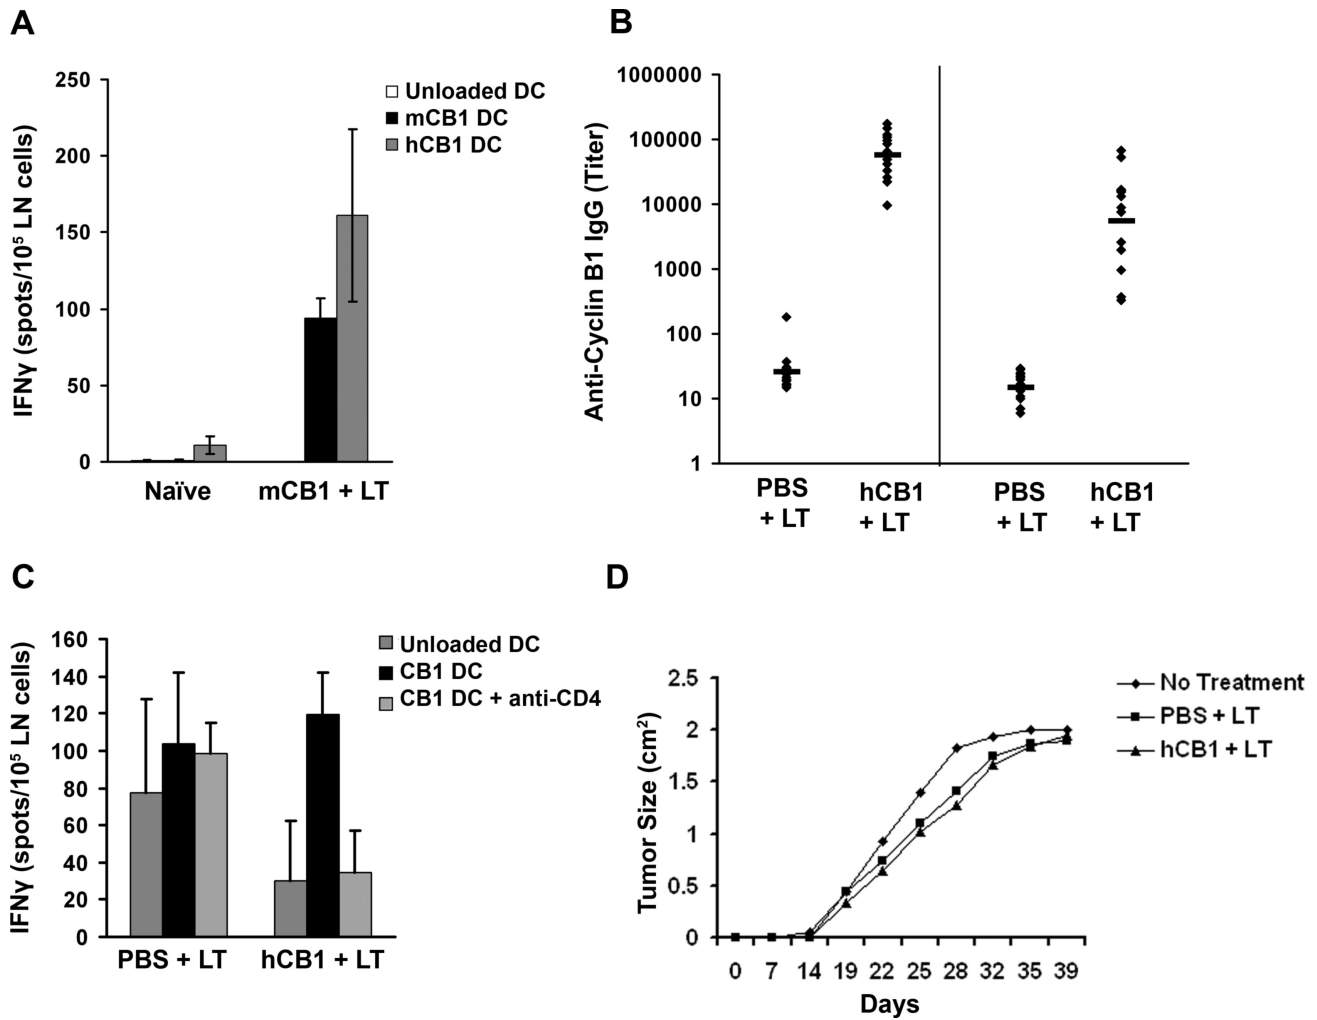 A
IFNγ (spots/10⁵ LN cells)
250
200
150
100
50
0
Unloaded DC
mCB1 DC
hCB1 DC
Naïve
mCB1 + LT
B
Anti-Cyclin B1 IgG (Titer)
1000000
100000
10000
1000
100
10
1
PBS
+ LT
hCB1
+ LT
PBS
+ LT
hCB1
+ LT
C
IFNγ (spots/10⁵ LN cells)
160
140
120
100
80
60
40
20
0
Unloaded DC
CB1 DC
CB1 DC + anti-CD4
PBS + LT
hCB1 + LT
D
Tumor Size (cm²)
2.5
2
1.5
1
0.5
0
No Treatment
PBS + LT
hCB1 + LT
0 7 14 19 22 25 28 32 35 39
Days